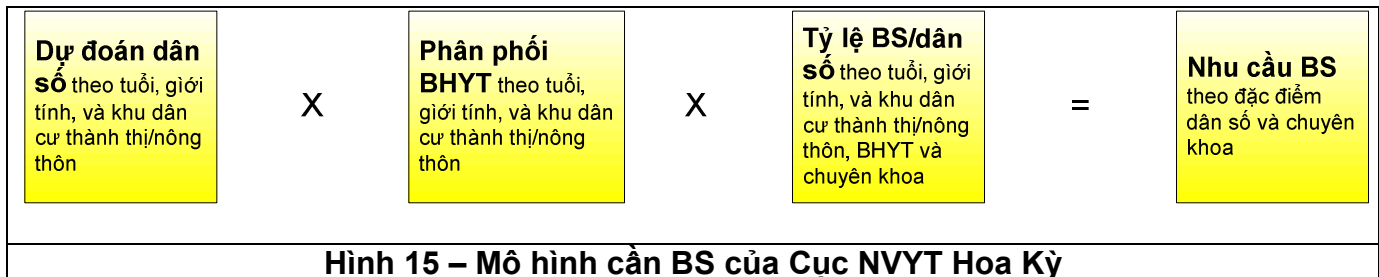 Dự đoán dân
số theo tuổi, giới
tính, và khu dân
cư thành thị/nông
thôn
X
Phân phối
BHYT theo tuổi,
giới tính, và khu dân
cư thành thị/nông
thôn
X
Tỷ lệ BS/dân
số theo tuổi, giới
tính, và khu dân
cư thành thị/nông
thôn, BHYT và
chuyên khoa
=
Nhu cầu BS
theo đặc điểm
dân số và chuyên
khoa
Hình 15 – Mô hình cần BS của Cục NVYT Hoa Kỳ